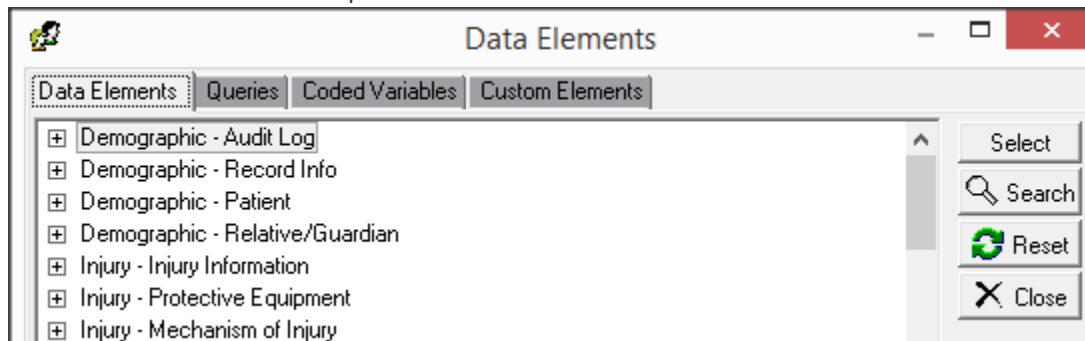 Data Elements
Data Elements Queries Coded Variables Custom Elements
Demographic - Audit Log
Demographic - Record Info
Demographic - Patient
Demographic - Relative/Guardian
Injury - Injury Information
Injury - Protective Equipment
Injury - Mechanism of Injury
Select
Search
Reset
Close